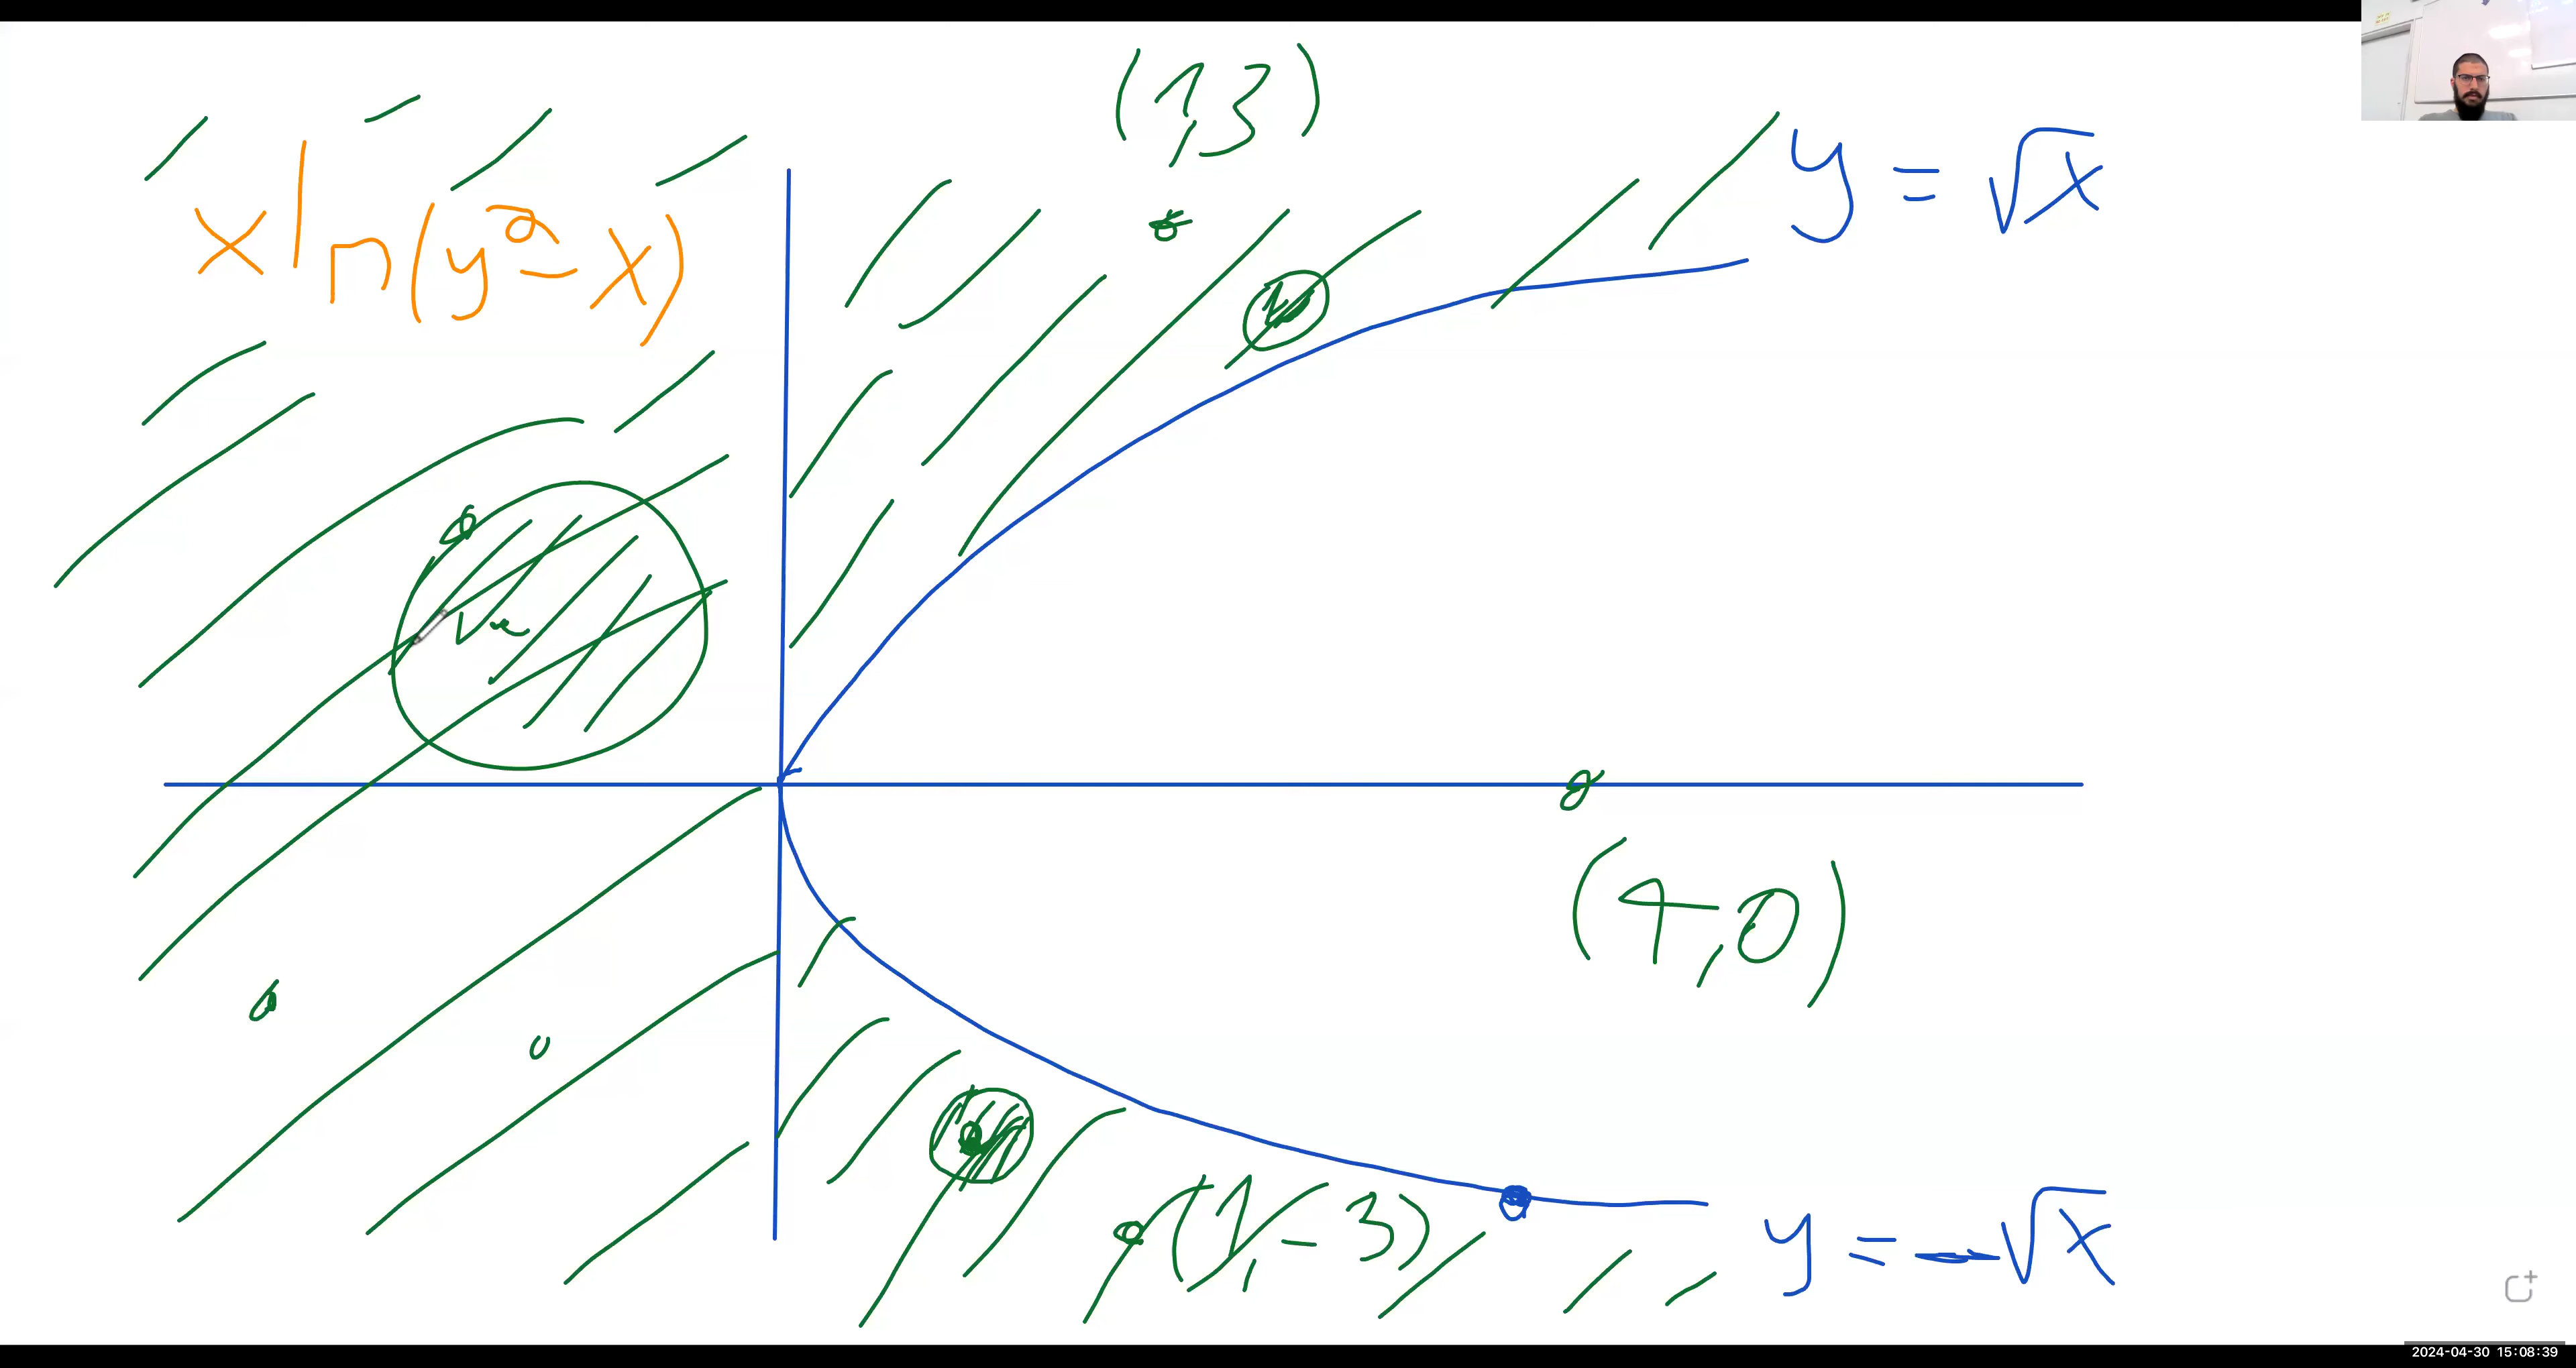 (1,3)
y = √x
x ln(y²-x)
(4,0)
(1,-3)
y = -√x
2024-04-30 15:08:39